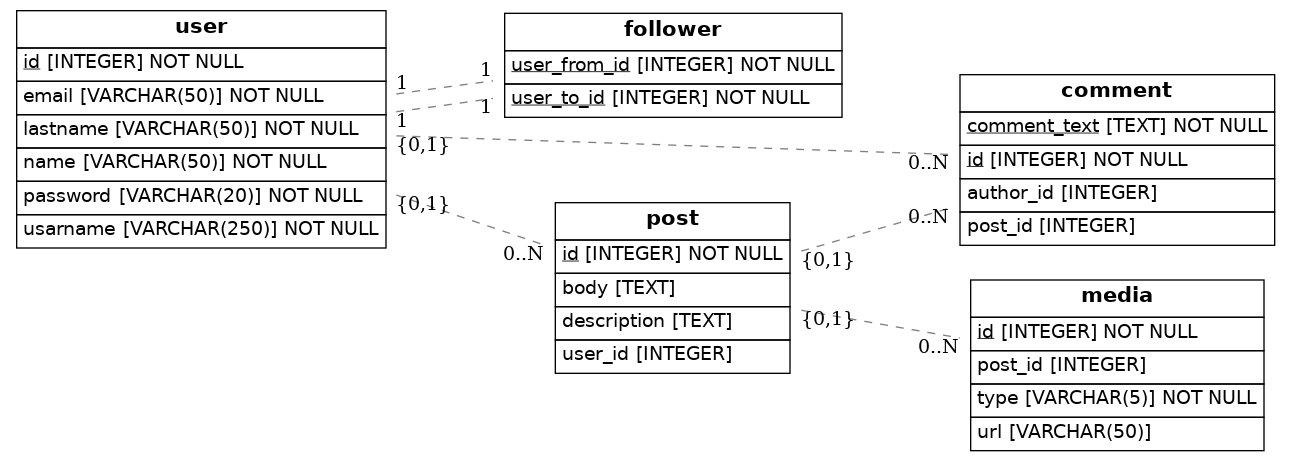 user
id [INTEGER] NOT NULL
email [VARCHAR(50)] NOT NULL
lastname [VARCHAR(50)] NOT NULL
name [VARCHAR(50)] NOT NULL
password [VARCHAR(20)] NOT NULL
usarname [VARCHAR(250)] NOT NULL
1
1
1
1
{0,1}
0..N
{0,1}
0..N
follower
user_from_id [INTEGER] NOT NULL
user_to_id [INTEGER] NOT NULL
post
id [INTEGER] NOT NULL
body [TEXT]
description [TEXT]
user_id [INTEGER]
{0,1}
0..N
{0,1}
0..N
comment
comment_text [TEXT] NOT NULL
id [INTEGER] NOT NULL
author_id [INTEGER]
post_id [INTEGER]
media
id [INTEGER] NOT NULL
post_id [INTEGER]
type [VARCHAR(5)] NOT NULL
url [VARCHAR(50)]